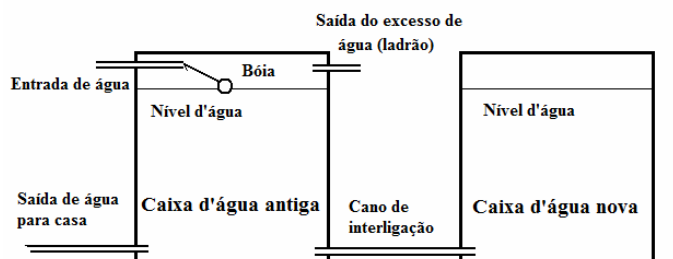 Saída do excesso de
água (ladrão)
Entrada de água
Bóia
Nível d'água
Nível d'água
Saída de água
para casa
Caixa d'água antiga
Cano de
interligação
Caixa d'água nova